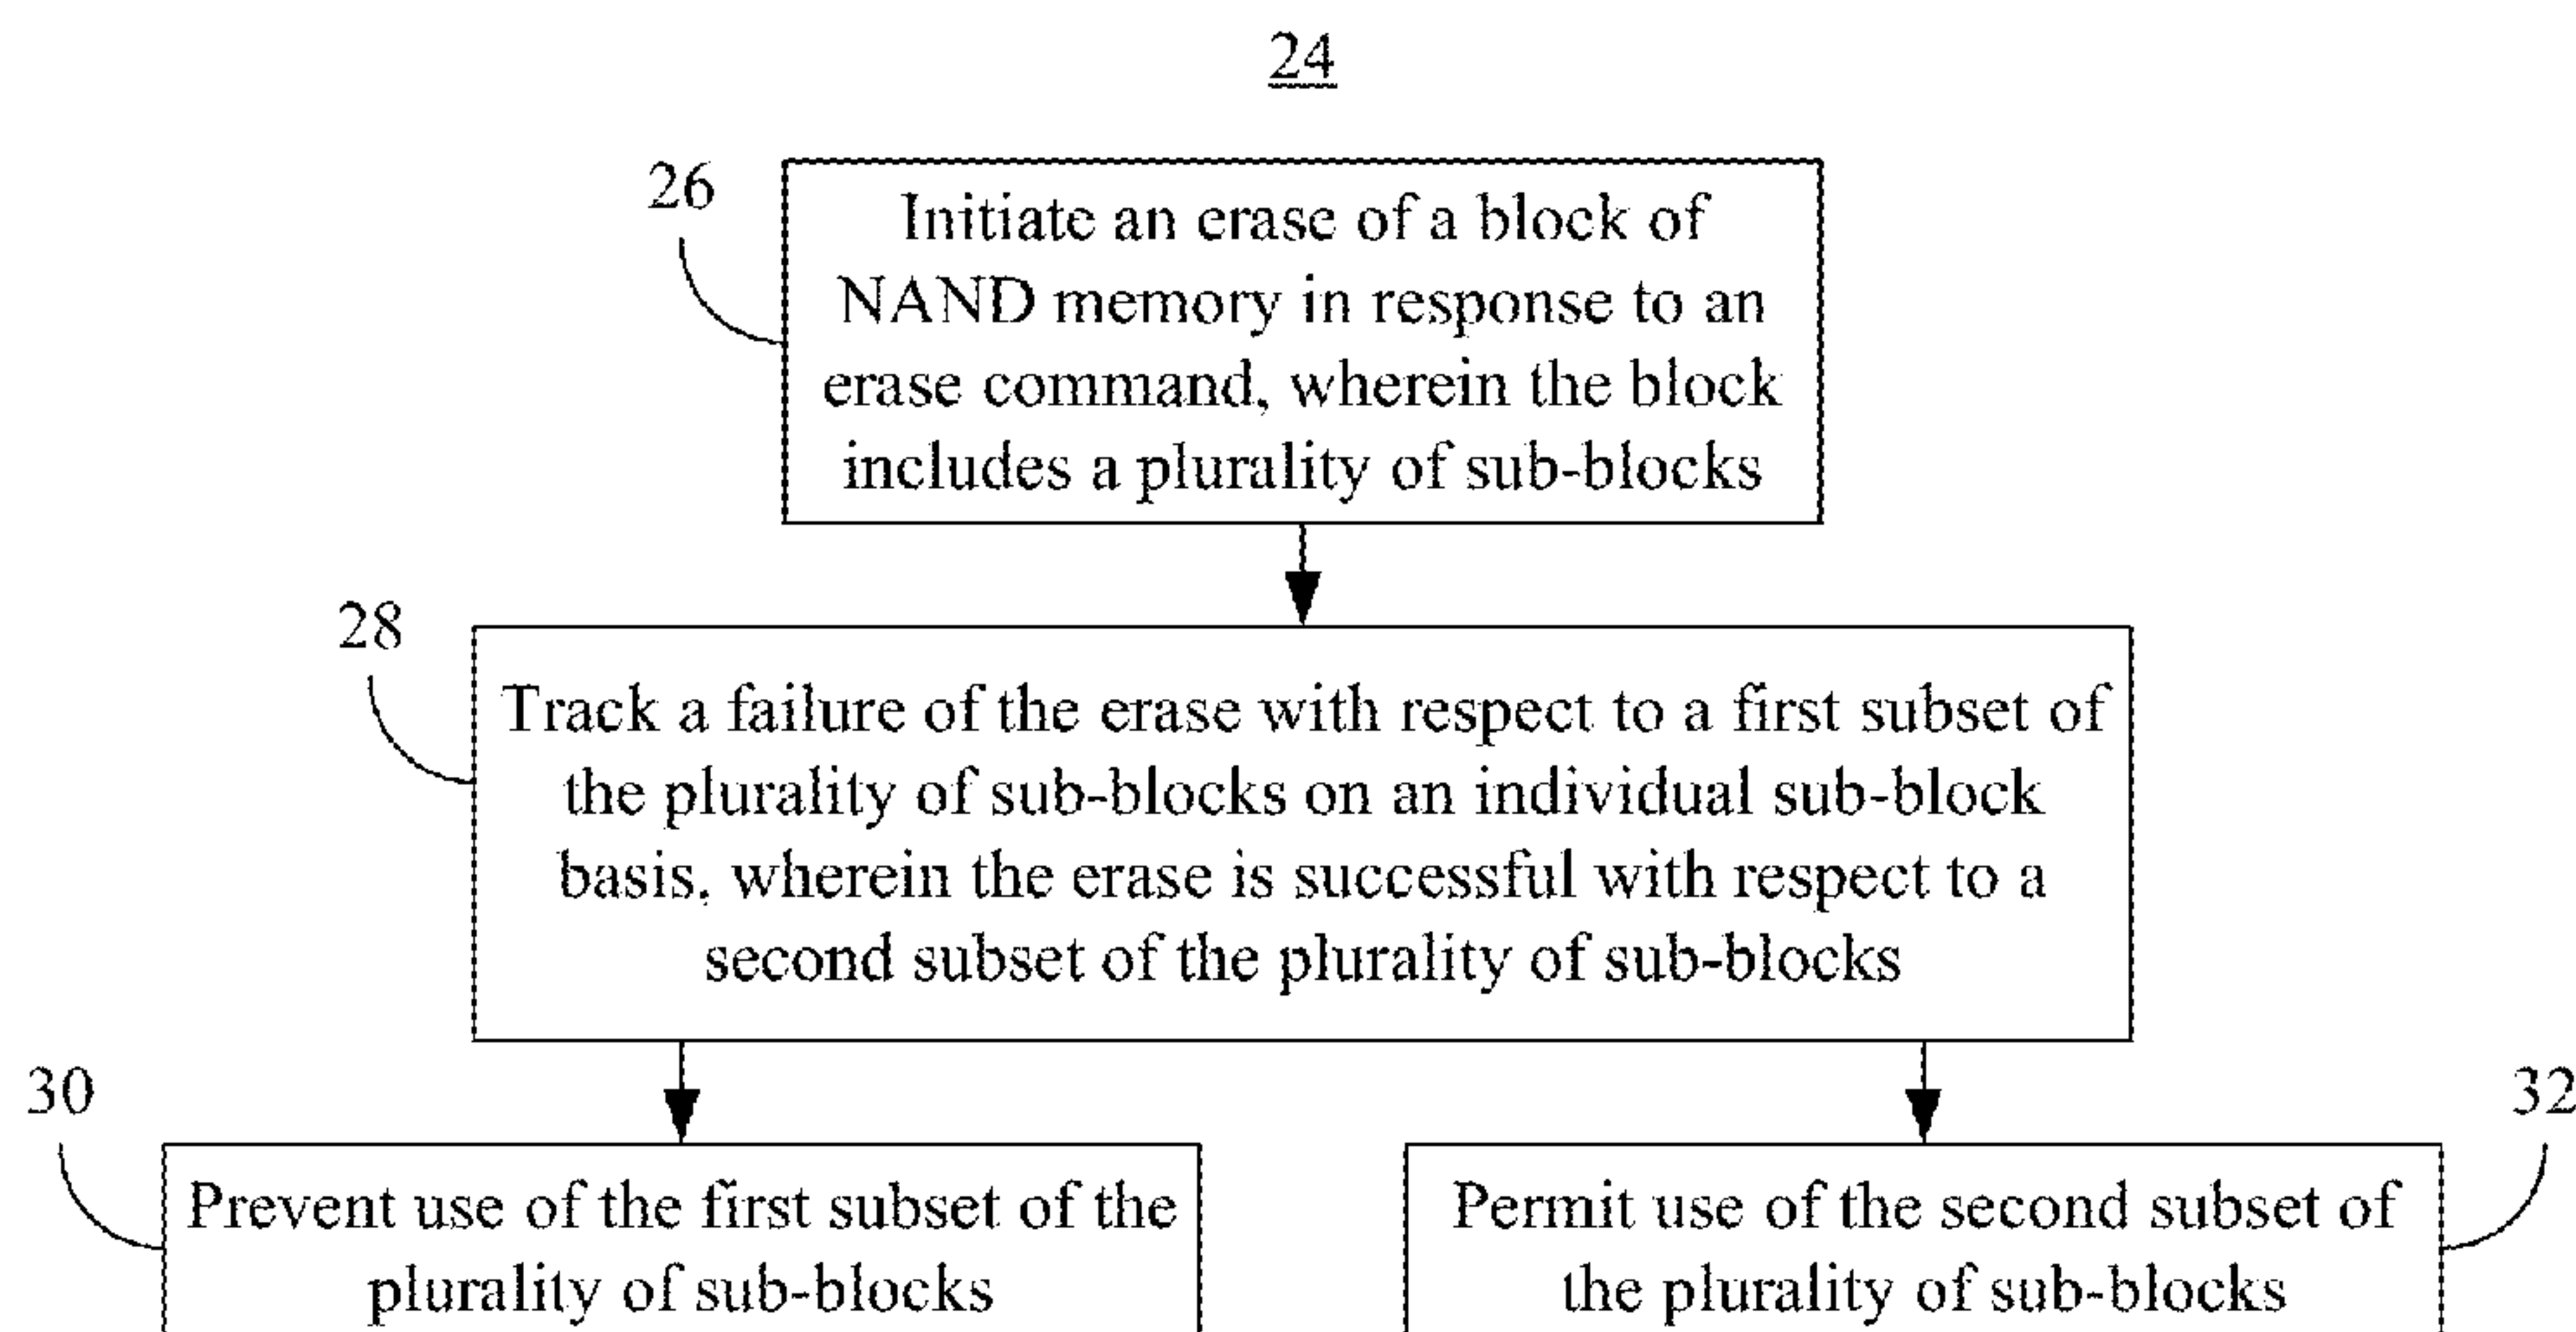 24
26
Initiate an erase of a block of
NAND memory in response to an
erase command, wherein the block
includes a plurality of sub-blocks
28
Track a failure of the erase with respect to a first subset of
the plurality of sub-blocks on an individual sub-block
basis, wherein the erase is successful with respect to a
second subset of the plurality of sub-blocks
30
Prevent use of the first subset of the
plurality of sub-blocks
32
Permit use of the second subset of
the plurality of sub-blocks